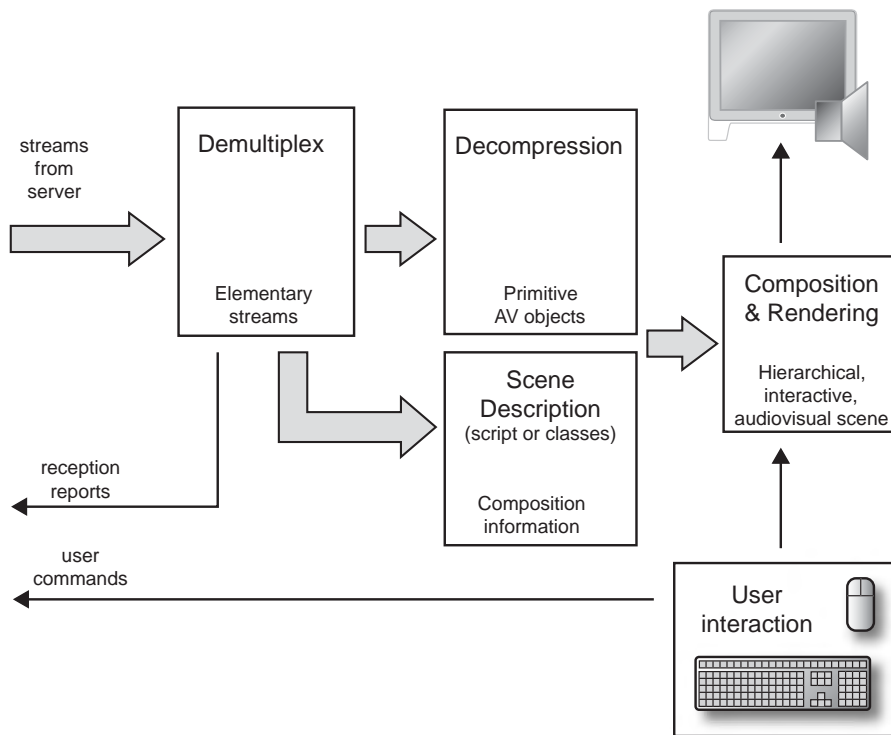 streams
from
server
Demultiplex
Elementary
streams
Decompression
Primitive
AV objects
Scene
Description
(script or classes)
Composition
information
Composition
& Rendering
Hierarchical,
interactive,
audiovisual scene
reception
reports
user
commands
User
interaction